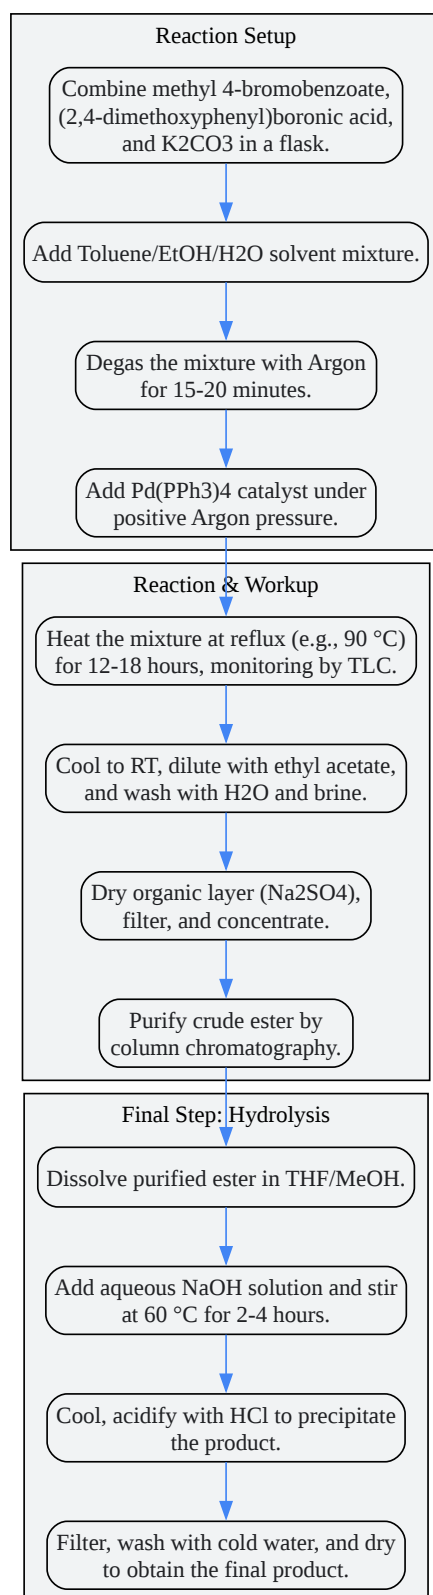 Reaction Setup
Combine methyl 4-bromobenzoate,
(2,4-dimethoxyphenyl)boronic acid,
and K2CO3 in a flask.
Add Toluene/EtOH/H2O solvent mixture.
Degas the mixture with Argon
for 15-20 minutes.
Add Pd(PPh3)4 catalyst under
positive Argon pressure.
Reaction & Workup
Heat the mixture at reflux (e.g., 90 °C)
for 12-18 hours, monitoring by TLC.
Cool to RT, dilute with ethyl acetate,
and wash with H2O and brine.
Dry organic layer (Na2SO4),
filter, and concentrate.
Purify crude ester by
column chromatography.
Final Step: Hydrolysis
Dissolve purified ester in THF/MeOH.
Add aqueous NaOH solution and stir
at 60 °C for 2-4 hours.
Cool, acidify with HCl to precipitate
the product.
Filter, wash with cold water, and dry
to obtain the final product.